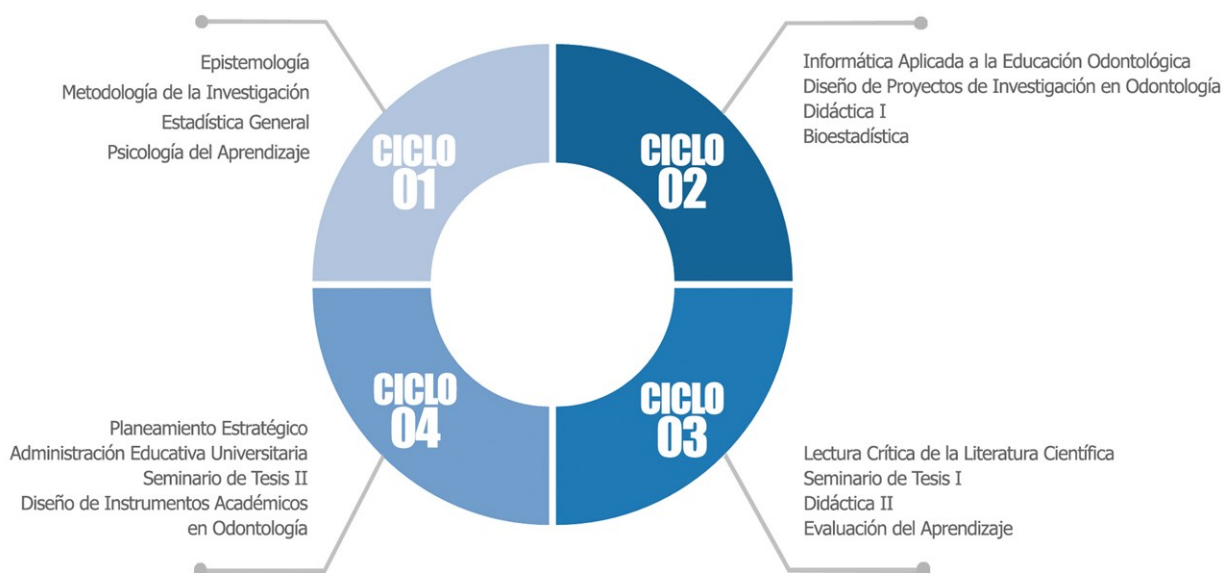 Epistemología
Metodología de la Investigación
Estadística General
Psicología del Aprendizaje
CICLO
01
Informática Aplicada a la Educación Odontológica
Diseño de Proyectos de Investigación en Odontología
Didáctica I
Bioestadística
CICLO
02
Lectura Crítica de la Literatura Científica
Seminario de Tesis I
Didáctica II
Evaluación del Aprendizaje
CICLO
03
Planeamiento Estratégico
Administración Educativa Universitaria
Seminario de Tesis II
Diseño de Instrumentos Académicos
en Odontología
CICLO
04